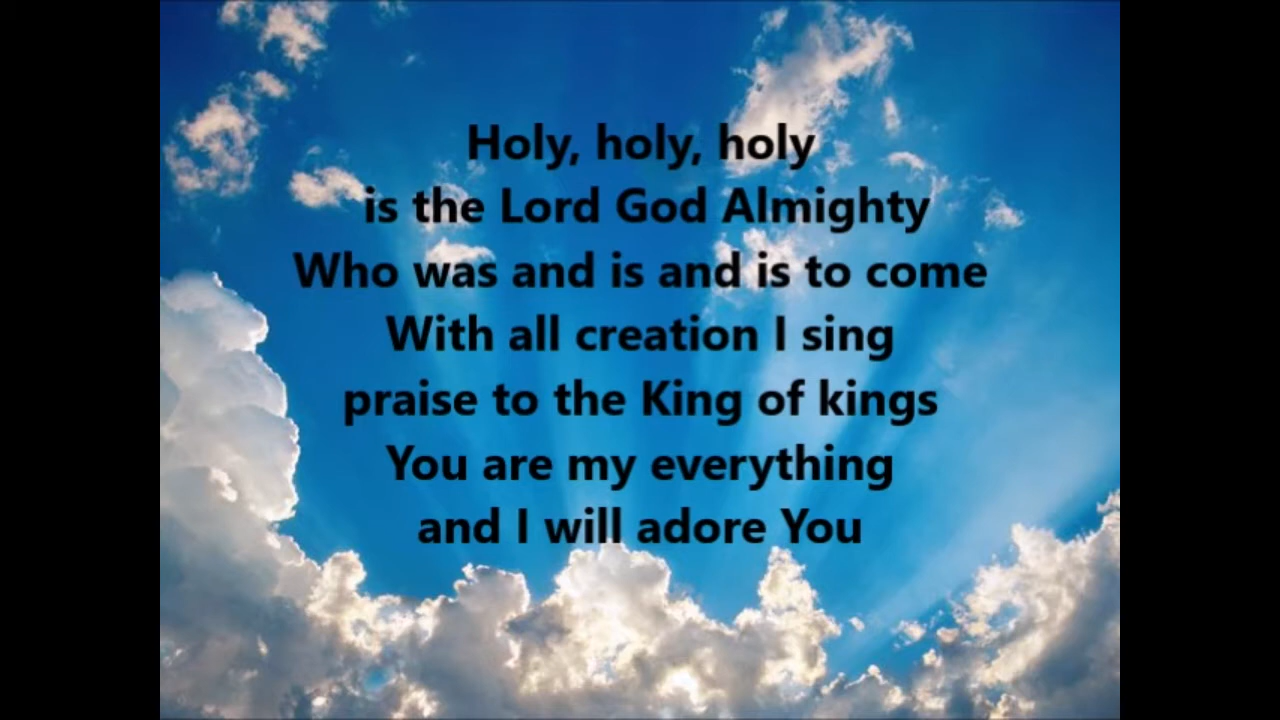 Holy, holy, holy
is the Lord God Almighty
Who was and is and is to come
With all creation I sing
praise to the King of kings
You are my everything
and I will adore You